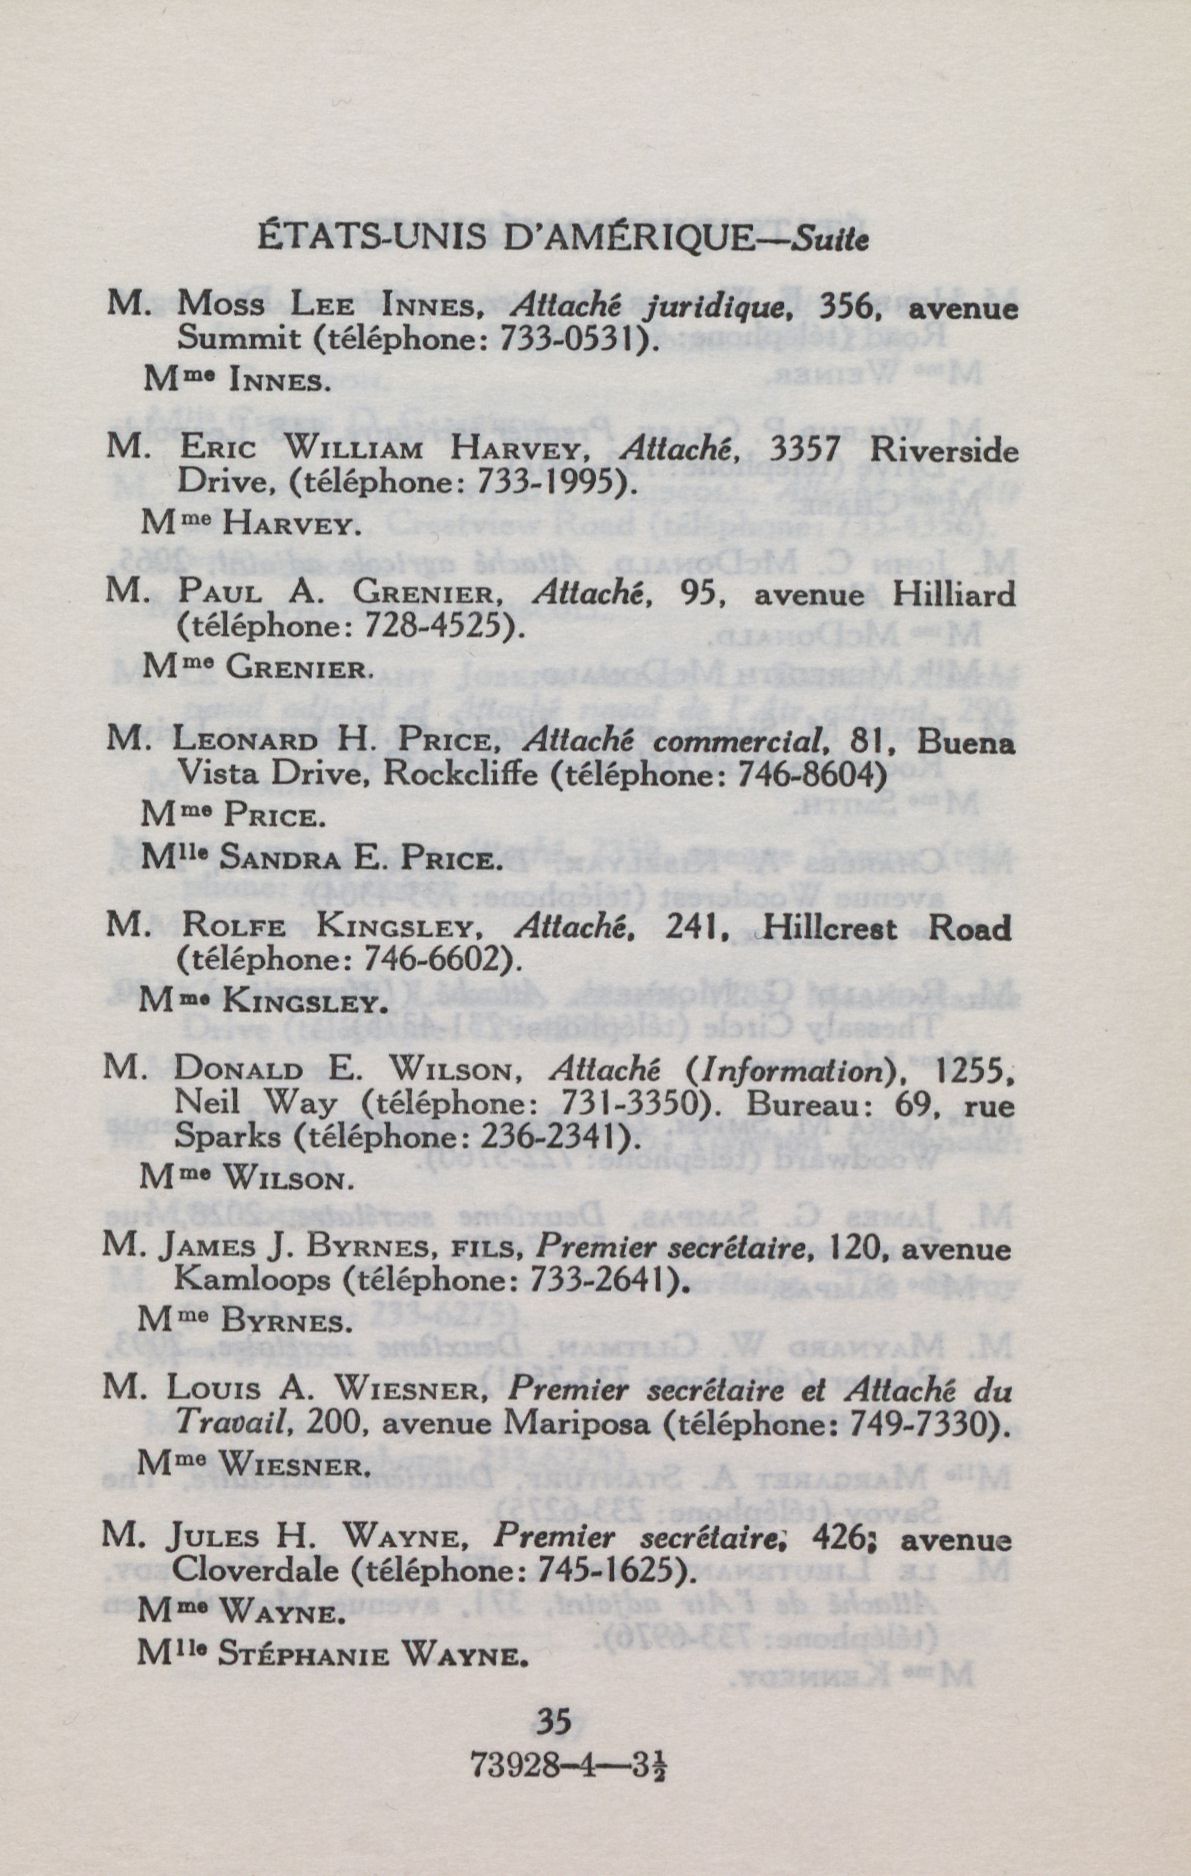 ÉTATS-UNIS D'AMÉRIQUE—Suite
M. Moss Lee Innes, Attaché juridique, 356, avenue
Summit (téléphone: 733-0531).
Mme Innes.
M. Eric William Harvey, Attaché, 3357 Riverside
Drive, (téléphone: 733-1995).
Mme Harvey.
M. Paul A. Grenier, Attaché, 95, avenue Hilliard
(téléphone: 728-4525).
Mme Grenier.
M. Leonard H. Price, Attaché commercial, 81, Buena
Vista Drive, Rockcliffe (téléphone: 746-8604)
Mme Price.
Mlle Sandra E. Price.
M. Rolfe Kingsley, Attaché, 241, Hillcrest Road
(téléphone: 746-6602).
Mme Kingsley.
M. Donald E. Wilson, Attaché (Information), 1255,
Neil Way (téléphone: 731-3350). Bureau: 69, rue
Sparks (téléphone: 236-2341).
Mme Wilson.
M. James J. Byrnes, fils, Premier secrétaire, 120, avenue
Kamloops (téléphone: 733-2641).
Mme Byrnes.
M. Louis A. Wiesner, Premier secrétaire et Attaché du
Travail, 200, avenue Mariposa (téléphone: 749-7330).
Mme Wiesner.
M. Jules H. Wayne, Premier secrétaire; 426; avenue
Cloverdale (téléphone: 745-1625).
Mme Wayne.
Mlle Stéphanie Wayne.
35
73928-4—3½